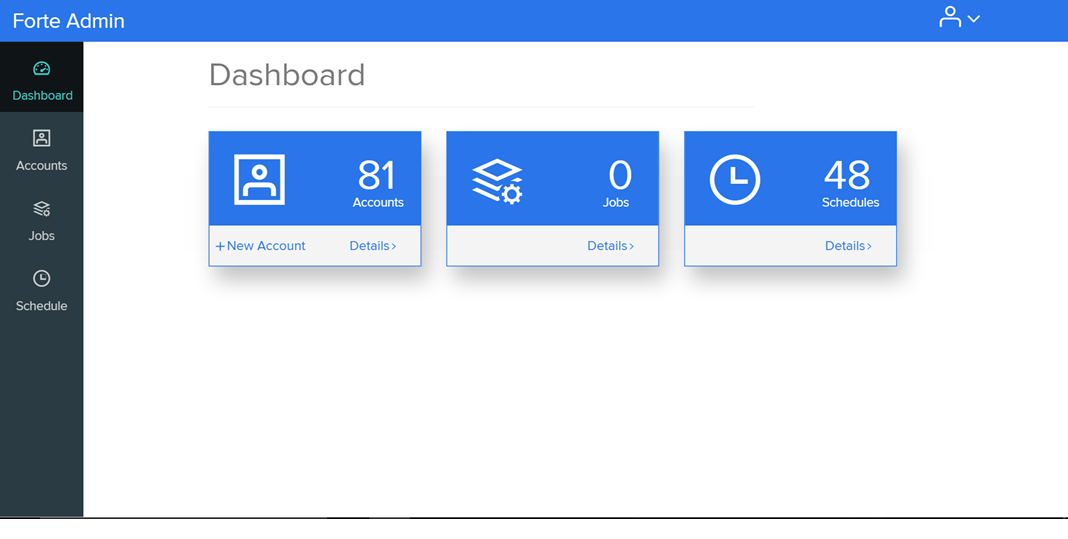 Forte Admin
Dashboard
Accounts
Jobs
Schedule
Dashboard
81
Accounts
+New Account
Details>
0
Jobs
Details>
48
Schedules
Details>